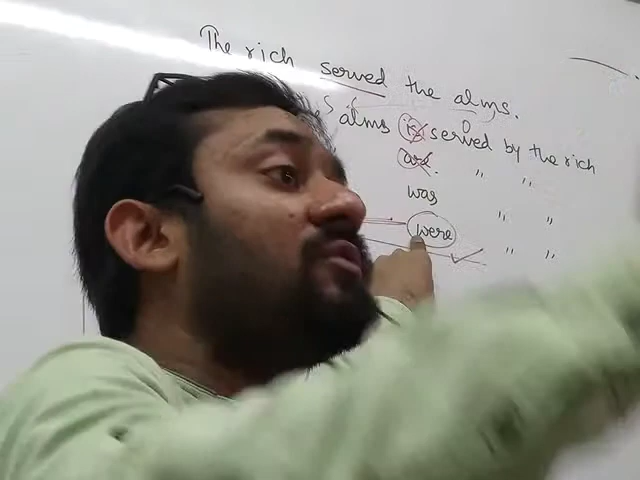 The rich served the alms.
alms is served by the rich
are. " "
was " "
were " "